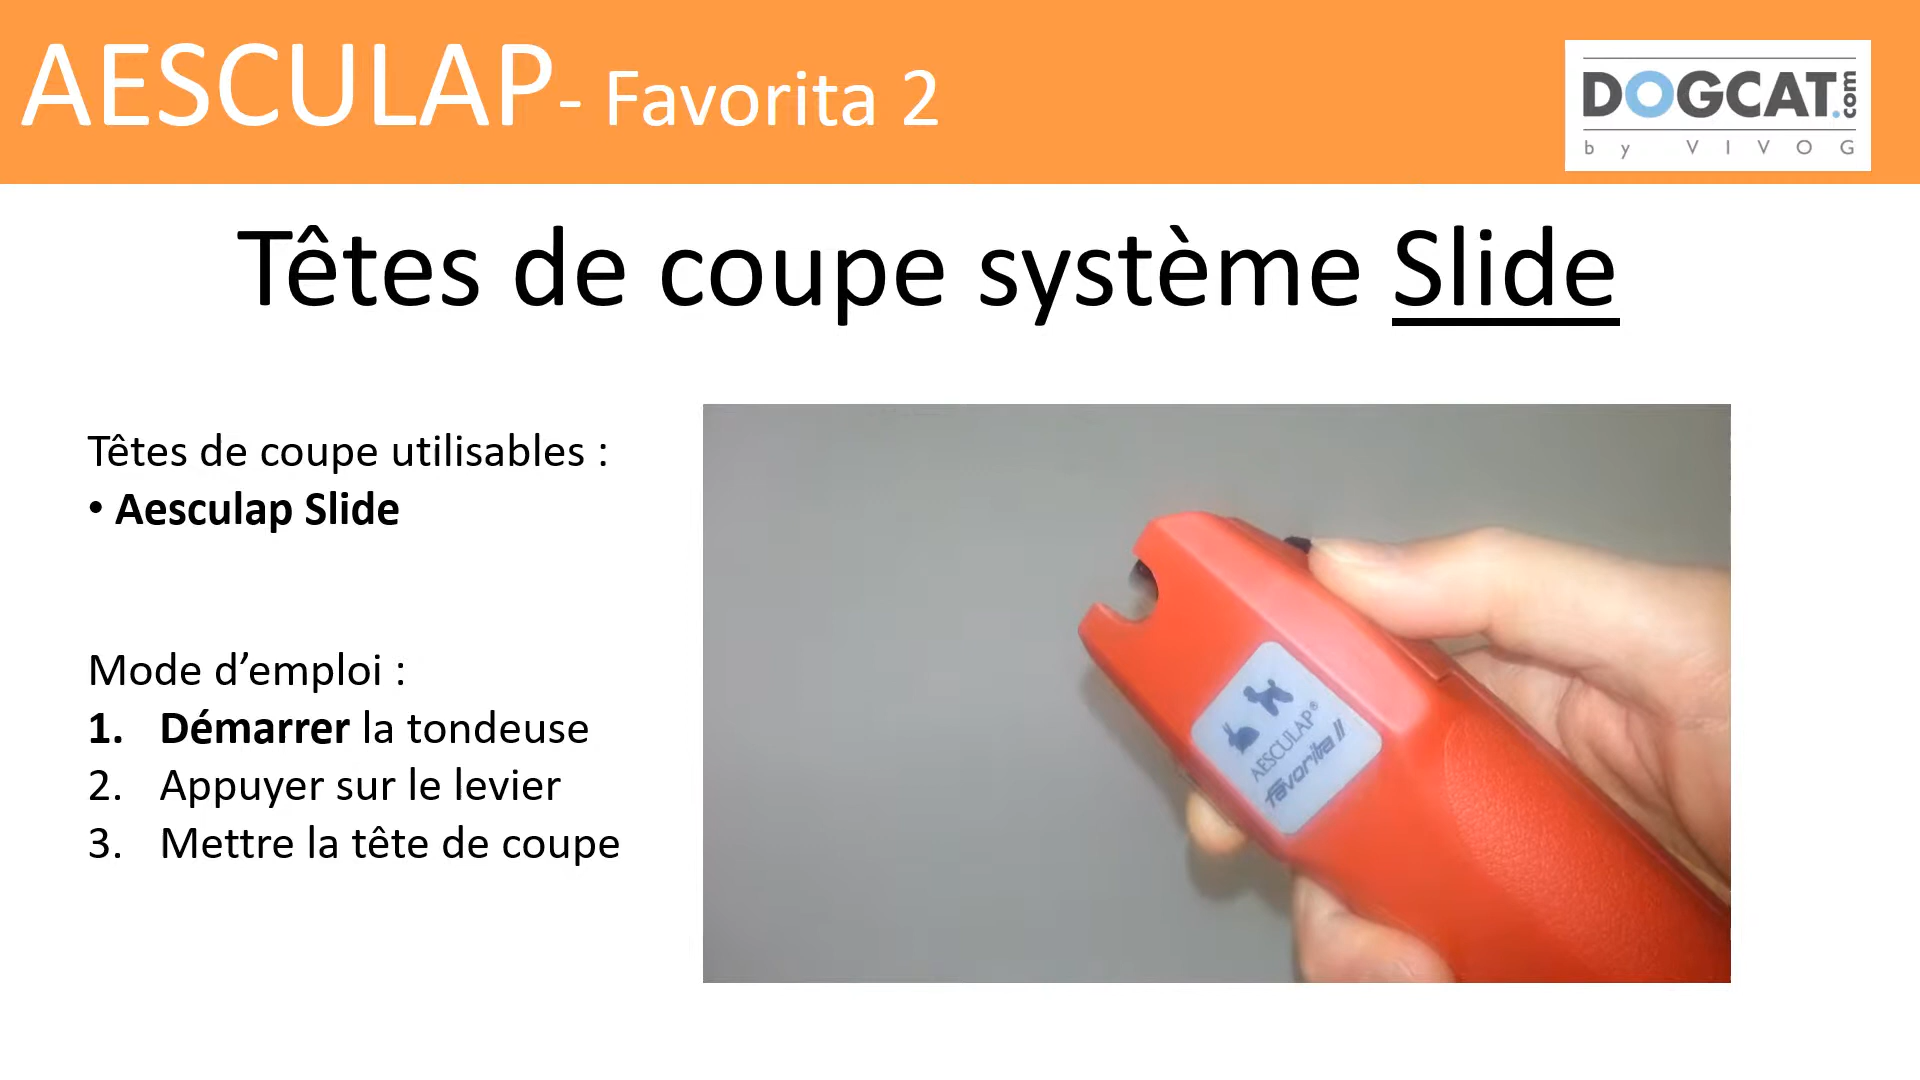 AESCULAP- Favorita 2
DOGCAT.com
by VIVOG
Têtes de coupe système Slide
Têtes de coupe utilisables :
• Aesculap Slide
Mode d’emploi :
1. Démarrer la tondeuse
2. Appuyer sur le levier
3. Mettre la tête de coupe
AESCULAP®
favorita II